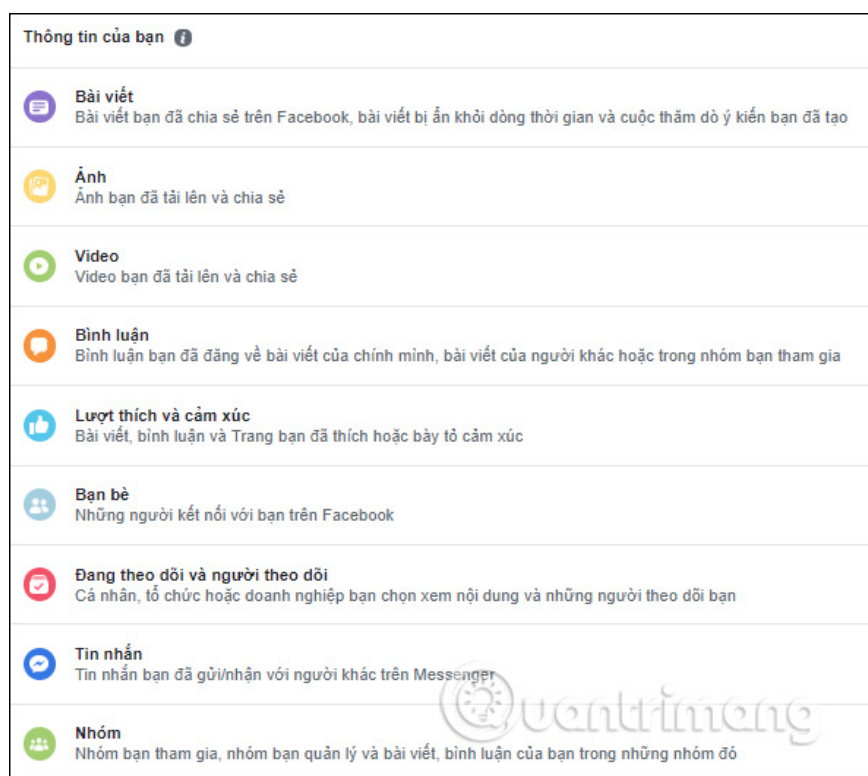 Thông tin của bạn
Bài viết
Bài viết bạn đã chia sẻ trên Facebook, bài viết bị ẩn khỏi dòng thời gian và cuộc thăm dò ý kiến bạn đã tạo
Ảnh
Ảnh bạn đã tải lên và chia sẻ
Video
Video bạn đã tải lên và chia sẻ
Bình luận
Bình luận bạn đã đăng về bài viết của chính mình, bài viết của người khác hoặc trong nhóm bạn tham gia
Lượt thích và cảm xúc
Bài viết, bình luận và Trang bạn đã thích hoặc bày tỏ cảm xúc
Bạn bè
Những người kết nối với bạn trên Facebook
Đang theo dõi và người theo dõi
Cá nhân, tổ chức hoặc doanh nghiệp bạn chọn xem nội dung và những người theo dõi bạn
Tin nhắn
Tin nhắn bạn đã gửi/nhận với người khác trên Messenger
Quantrimang
Nhóm
Nhóm bạn tham gia, nhóm bạn quản lý và bài viết, bình luận của bạn trong những nhóm đó